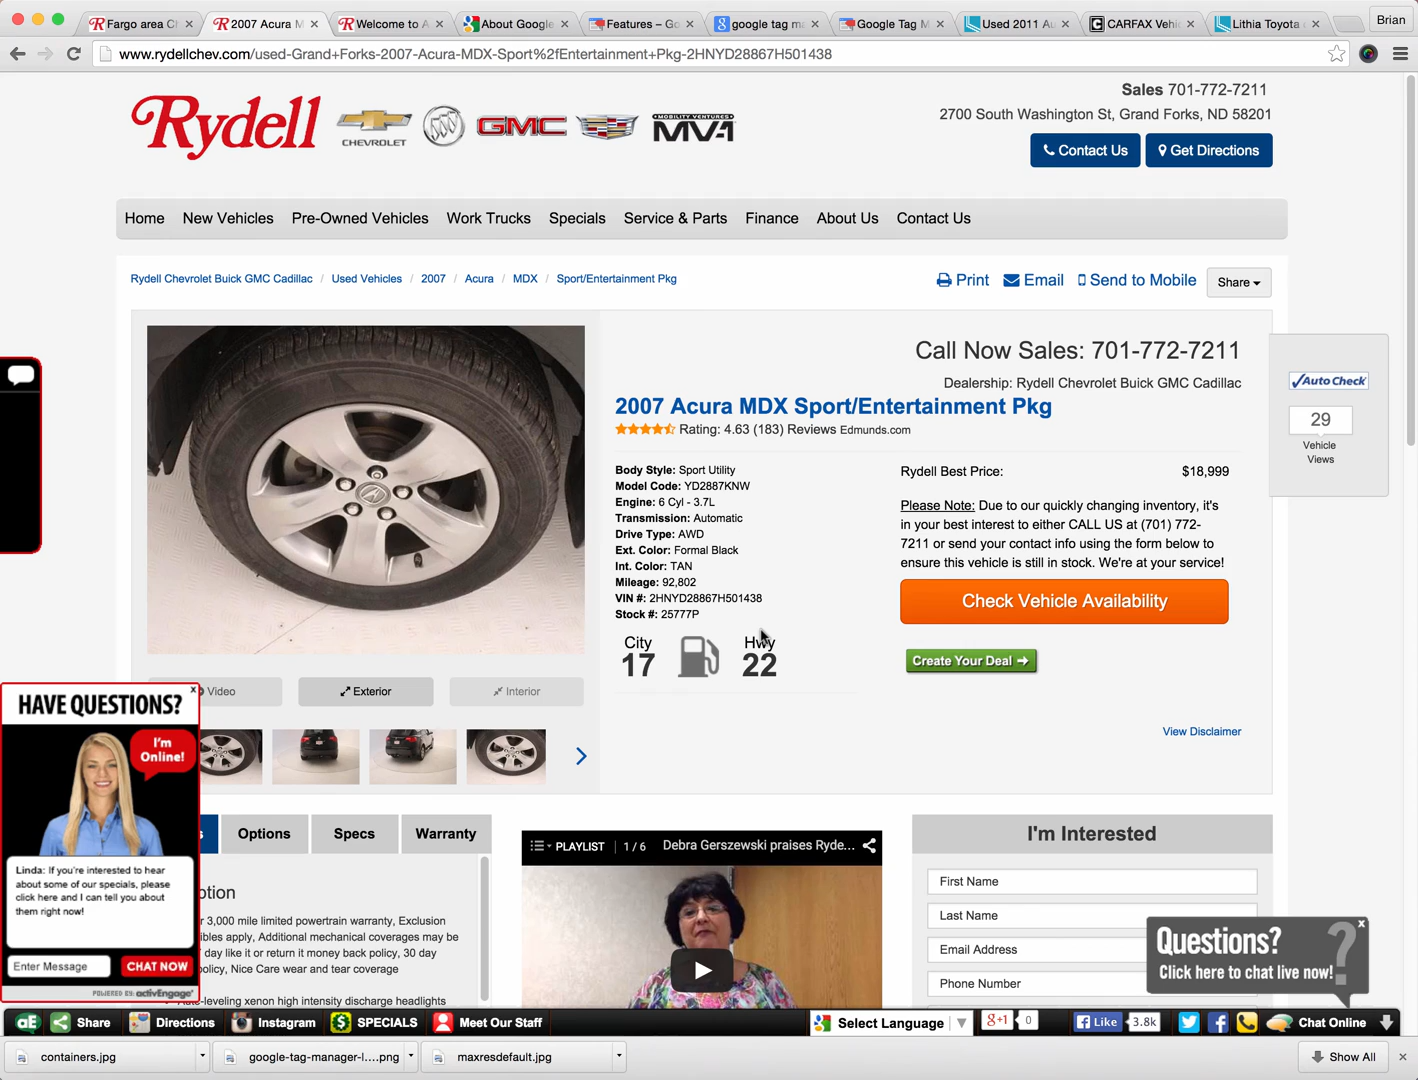 Fargo area C
2007 Acura M
Welcome to A
About Google
Features – Go
google tag ma
Google Tag M
Used 2011 Au
CARFAX Vehi
Lithia Toyota
Brian
www.rydellchev.com/used-Grand+Forks-2007-Acura-MDX-Sport%2fEntertainment+Pkg-2HNYD28867H501438
Rydell
CHEVROLET
GMC
MOBILITY VENTURES
MV-1
Sales 701-772-7211
2700 South Washington St, Grand Forks, ND 58201
Contact Us
Get Directions
Home New Vehicles Pre-Owned Vehicles Work Trucks Specials Service & Parts Finance About Us Contact Us
Rydell Chevrolet Buick GMC Cadillac / Used Vehicles / 2007 / Acura / MDX / Sport/Entertainment Pkg
Print Email Send to Mobile Share
Call Now Sales: 701-772-7211
Dealership: Rydell Chevrolet Buick GMC Cadillac
2007 Acura MDX Sport/Entertainment Pkg
Rating: 4.63 (183) Reviews Edmunds.com
Body Style: Sport Utility
Model Code: YD2887KNW
Engine: 6 Cyl - 3.7L
Transmission: Automatic
Drive Type: AWD
Ext. Color: Formal Black
Int. Color: TAN
Mileage: 92,802
VIN #: 2HNYD28867H501438
Stock #: 25777P
City
17
Hwy
22
Rydell Best Price: $18,999
Please Note: Due to our quickly changing inventory, it's
in your best interest to either CALL US at (701) 772-
7211 or send your contact info using the form below to
ensure this vehicle is still in stock. We're at your service!
Check Vehicle Availability
Create Your Deal
View Disclaimer
Auto Check
29
Vehicle
Views
Video
Exterior
Interior
HAVE QUESTIONS?
x
I'm
Online!
Linda: If you're interested to hear
about some of our specials, please
click here and I can tell you about
them right now!
Enter Message
CHAT NOW
POWERED BY: activEngage
Options
Specs
Warranty
ption
3,000 mile limited powertrain warranty, Exclusion
ibles apply, Additional mechanical coverages may be
day like it or return it money back policy, 30 day
policy, Nice Care wear and tear coverage
leveling xenon high intensity discharge headlights
PLAYLIST 1 / 6 Debra Gerszewski praises Ryde...
I'm Interested
First Name
Last Name
Email Address
Phone Number
x
Questions?
Click here to chat live now!
?
aE
Share
Directions
Instagram
SPECIALS
Meet Our Staff
Select Language
g+1
0
Like
3.8k
Chat Online
containers.jpg
google-tag-manager-l....png
maxresdefault.jpg
Show All